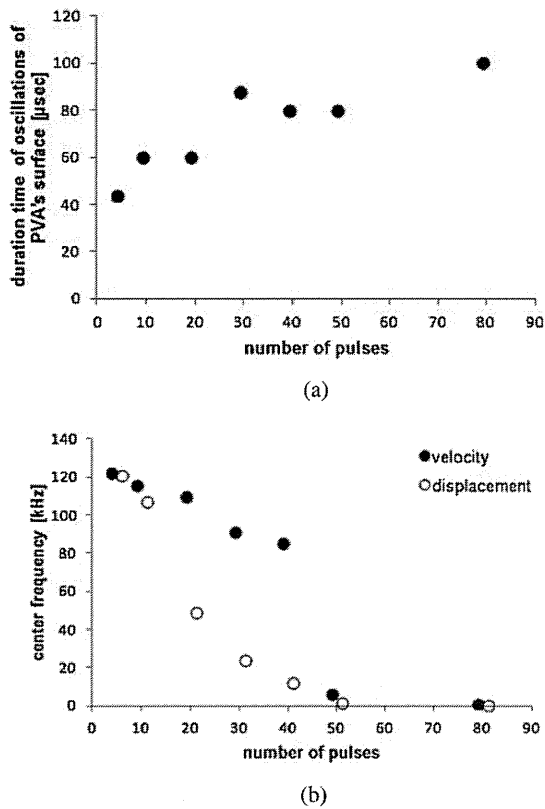 duration time of oscillations of
PVA's surface [μsec]
120
100
80
60
40
20
0
0 10 20 30 40 50 60 70 80 90
number of pulses
(a)
center frequency [kHz]
140
120
100
80
60
40
20
0
velocity
displacement
0 10 20 30 40 50 60 70 80 90
number of pulses
(b)